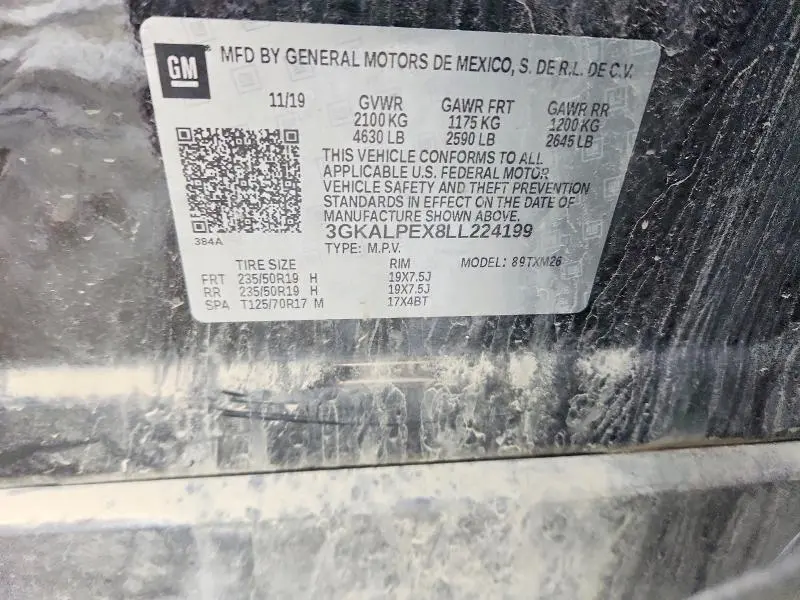 GM
MFD BY GENERAL MOTORS DE MEXICO, S. DE R.L. DE C.V.
11/19 GVWR GAWR FRT GAWR RR
2100 KG 1175 KG 1200 KG
4630 LB 2590 LB 2645 LB
THIS VEHICLE CONFORMS TO ALL
APPLICABLE U.S. FEDERAL MOTOR
VEHICLE SAFETY AND THEFT PREVENTION
STANDARDS IN EFFECT ON THE DATE OF
MANUFACTURE SHOWN ABOVE.
3GKALPEX8LL224199
384A
TYPE: M.P.V. MODEL: 89TXM26
TIRE SIZE RIM
FRT 235/50R19 H 19X7.5J
RR 235/50R19 H 19X7.5J
SPA T125/70R17 M 17X4BT